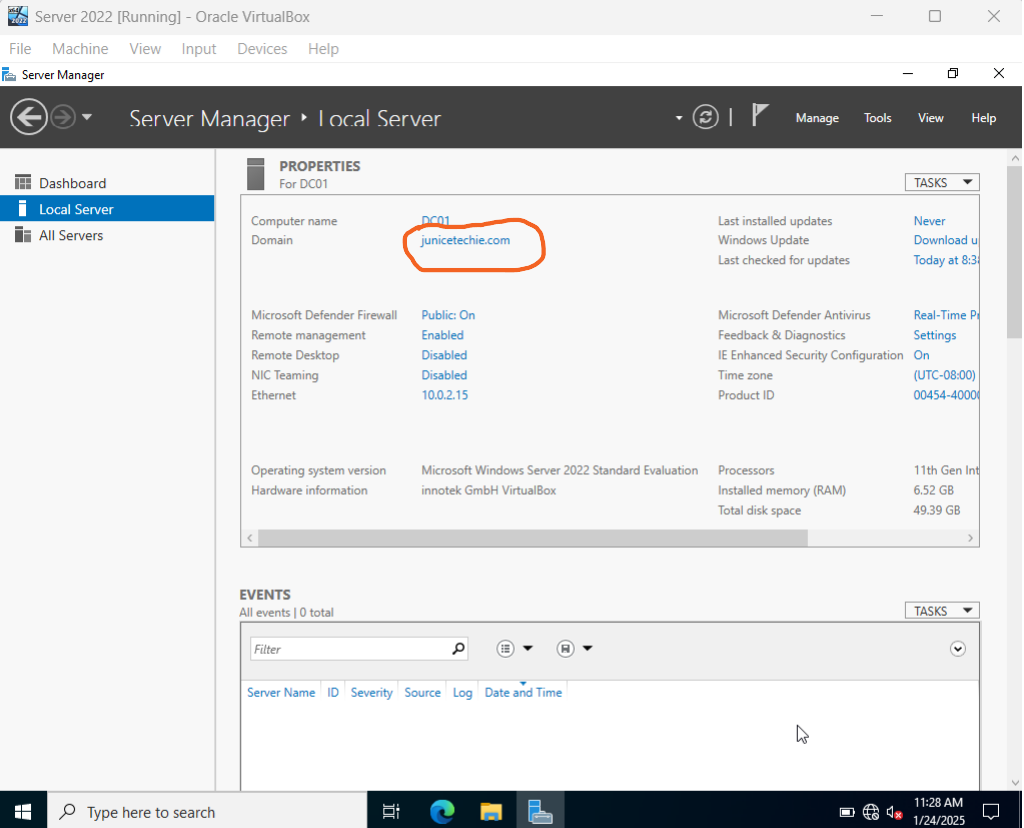 Server 2022 [Running] - Oracle VirtualBox
File Machine View Input Devices Help
Server Manager
Server Manager ‣ Local Server
Manage Tools View Help
Dashboard
Local Server
All Servers
PROPERTIES
For DC01
TASKS
Computer name DC01
Domain junicetechie.com
Last installed updates Never
Windows Update Download u
Last checked for updates Today at 8:38
Microsoft Defender Firewall Public: On
Remote management Enabled
Remote Desktop Disabled
NIC Teaming Disabled
Ethernet 10.0.2.15
Microsoft Defender Antivirus Real-Time Pr
Feedback & Diagnostics Settings
IE Enhanced Security Configuration On
Time zone (UTC-08:00)
Product ID 00454-40000
Operating system version Microsoft Windows Server 2022 Standard Evaluation
Hardware information innotek GmbH VirtualBox
Processors 11th Gen Int
Installed memory (RAM) 6.52 GB
Total disk space 49.39 GB
EVENTS
All events | 0 total
TASKS
Filter
Server Name ID Severity Source Log Date and Time
Type here to search
11:28 AM
1/24/2025